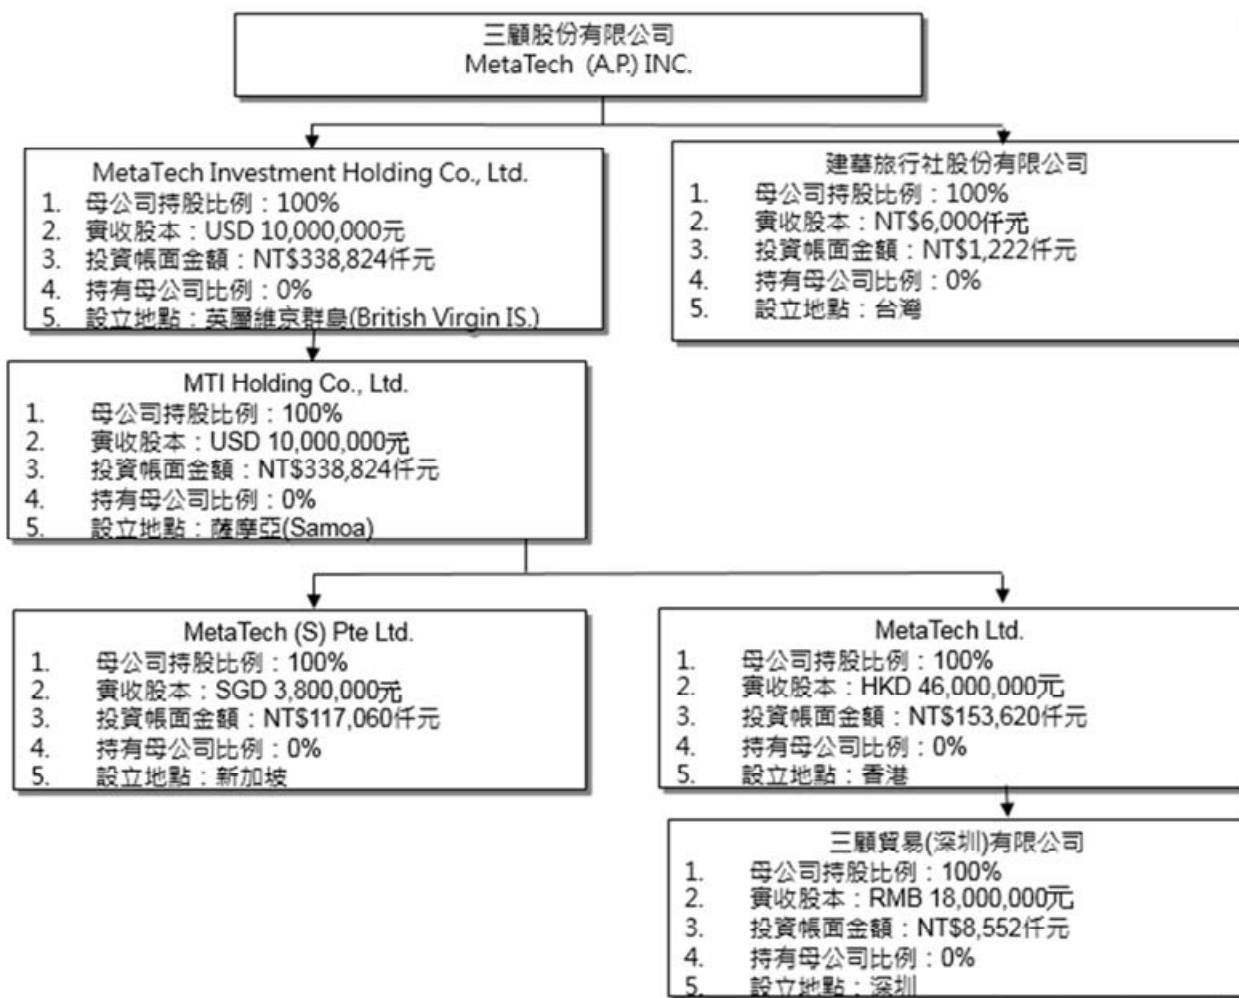 三顧股份有限公司
MetaTech (A.P.) INC.
MetaTech Investment Holding Co., Ltd.
1. 母公司持股比例：100%
2. 實收股本：USD 10,000,000元
3. 投資帳面金額：NT$338,824仟元
4. 持有母公司比例：0%
5. 設立地點：英屬維京群島(British Virgin IS.)
建華旅行社股份有限公司
1. 母公司持股比例：100%
2. 實收股本：NT$6,000仟元
3. 投資帳面金額：NT$1,222仟元
4. 持有母公司比例：0%
5. 設立地點：台灣
MTI Holding Co., Ltd.
1. 母公司持股比例：100%
2. 實收股本：USD 10,000,000元
3. 投資帳面金額：NT$338,824仟元
4. 持有母公司比例：0%
5. 設立地點：薩摩亞(Samoa)
MetaTech (S) Pte Ltd.
1. 母公司持股比例：100%
2. 實收股本：SGD 3,800,000元
3. 投資帳面金額：NT$117,060仟元
4. 持有母公司比例：0%
5. 設立地點：新加坡
MetaTech Ltd.
1. 母公司持股比例：100%
2. 實收股本：HKD 46,000,000元
3. 投資帳面金額：NT$153,620仟元
4. 持有母公司比例：0%
5. 設立地點：香港
三顧貿易(深圳)有限公司
1. 母公司持股比例：100%
2. 實收股本：RMB 18,000,000元
3. 投資帳面金額：NT$8,552仟元
4. 持有母公司比例：0%
5. 設立地點：深圳